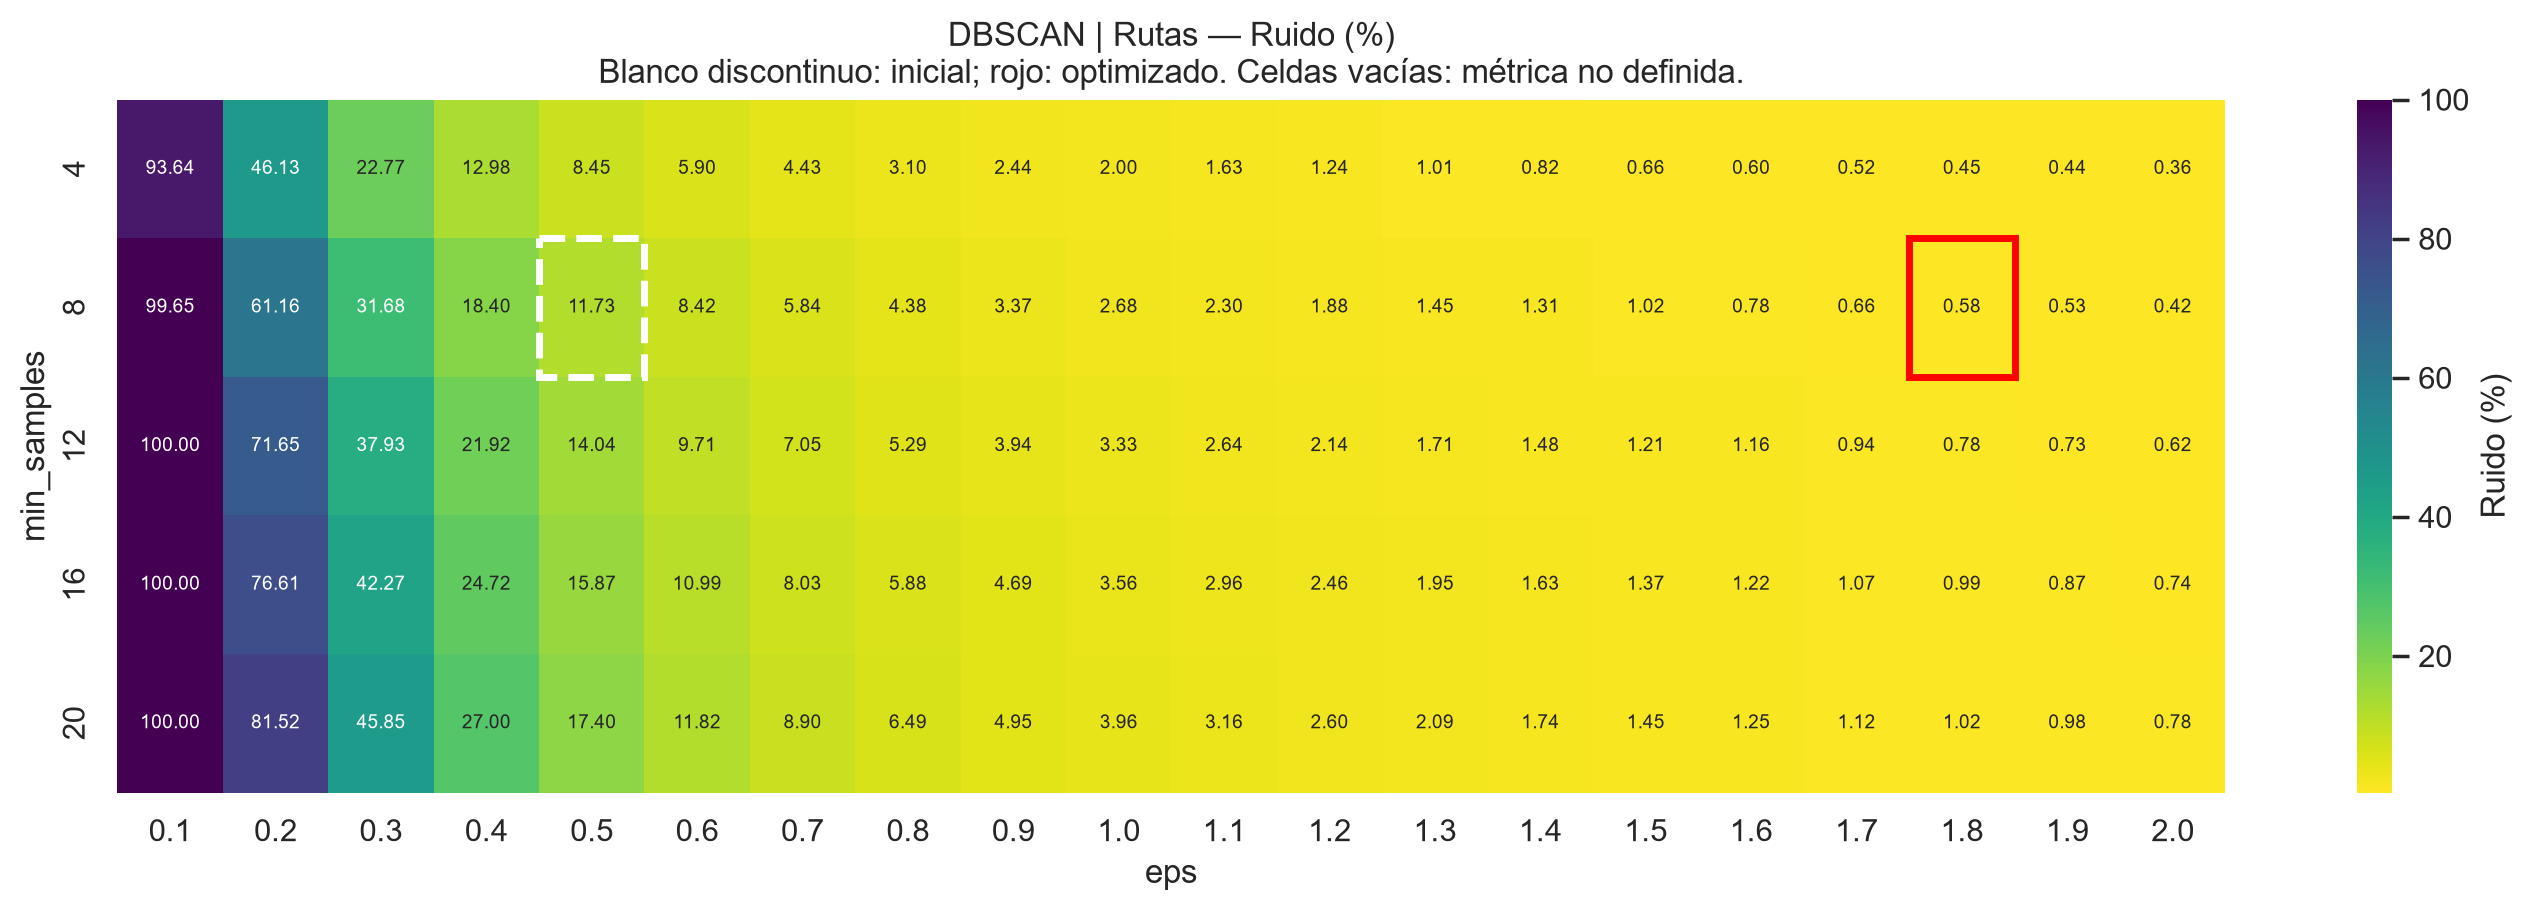 DBSCAN | Rutas — Ruido (%)
Blanco discontinuo: inicial; rojo: optimizado. Celdas vacías: métrica no definida.
min_samples
4 93.64 46.13 22.77 12.98 8.45 5.90 4.43 3.10 2.44 2.00 1.63 1.24 1.01 0.82 0.66 0.60 0.52 0.45 0.44 0.36
8 99.65 61.16 31.68 18.40 11.73 8.42 5.84 4.38 3.37 2.68 2.30 1.88 1.45 1.31 1.02 0.78 0.66 0.58 0.53 0.42
12 100.00 71.65 37.93 21.92 14.04 9.71 7.05 5.29 3.94 3.33 2.64 2.14 1.71 1.48 1.21 1.16 0.94 0.78 0.73 0.62
16 100.00 76.61 42.27 24.72 15.87 10.99 8.03 5.88 4.69 3.56 2.96 2.46 1.95 1.63 1.37 1.22 1.07 0.99 0.87 0.74
20 100.00 81.52 45.85 27.00 17.40 11.82 8.90 6.49 4.95 3.96 3.16 2.60 2.09 1.74 1.45 1.25 1.12 1.02 0.98 0.78
0.1 0.2 0.3 0.4 0.5 0.6 0.7 0.8 0.9 1.0 1.1 1.2 1.3 1.4 1.5 1.6 1.7 1.8 1.9 2.0
eps
100
80
60
40
20
Ruido (%)